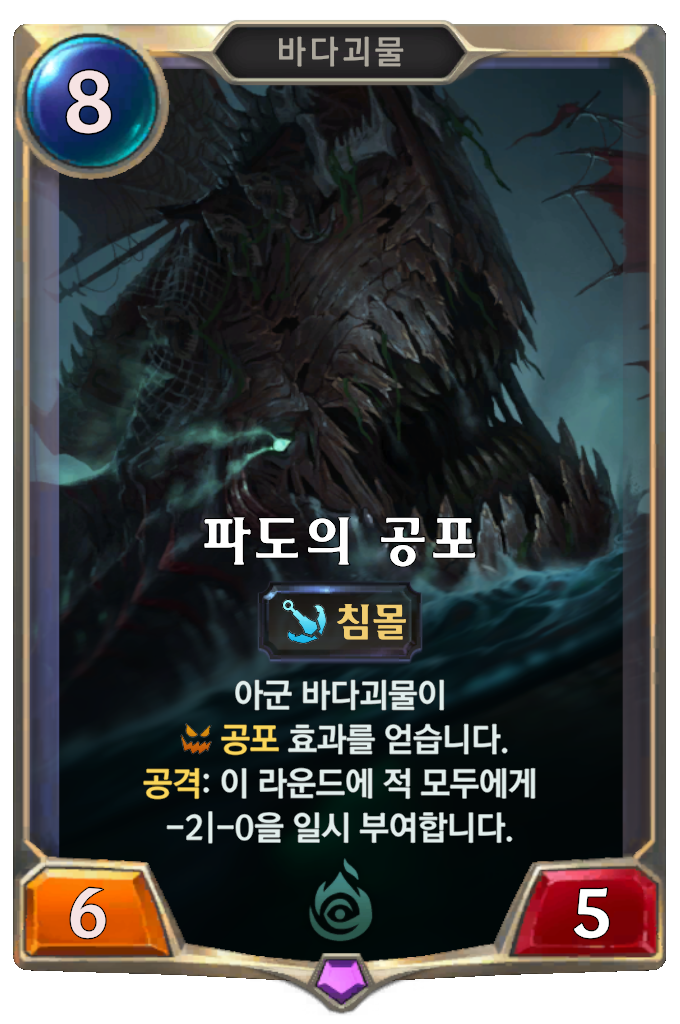 바다괴물
8
파도의 공포
침몰
아군 바다괴물이
공포 효과를 얻습니다.
공격: 이 라운드에 적 모두에게
-2|-0을 일시 부여합니다.
6
5